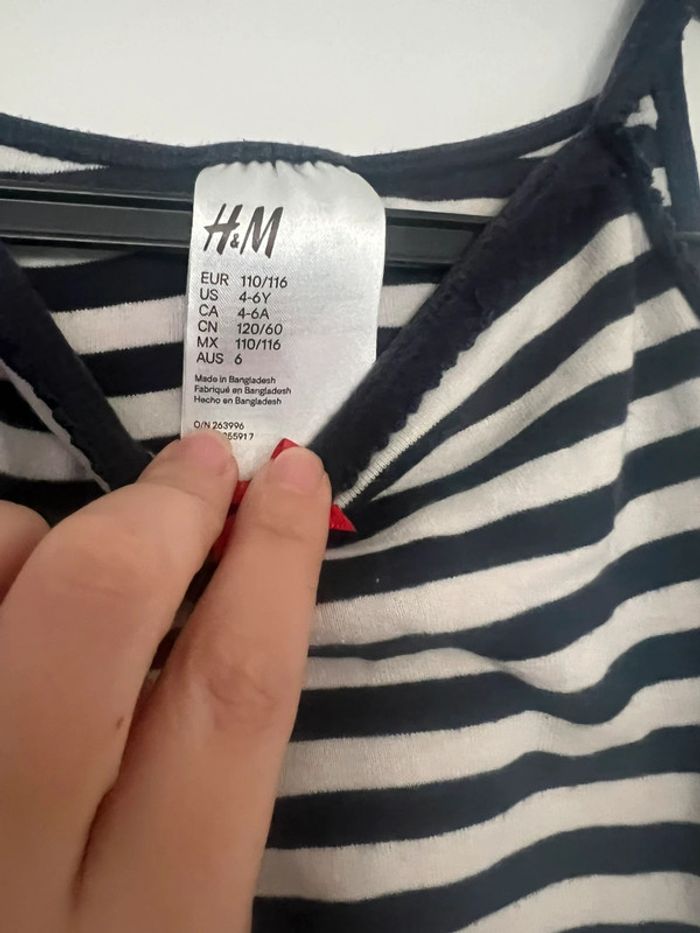 H&M
EUR 110/116
US 4-6Y
CA 4-6A
CN 120/60
MX 110/116
AUS 6
Made in Bangladesh
Fabriqué en Bangladesh
Hecho en Bangladesh
O/N 263996